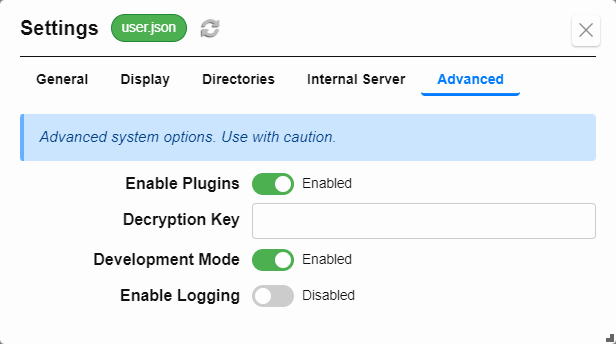 Settings user.json
General Display Directories Internal Server Advanced
Advanced system options. Use with caution.
Enable Plugins Enabled
Decryption Key
Development Mode Enabled
Enable Logging Disabled